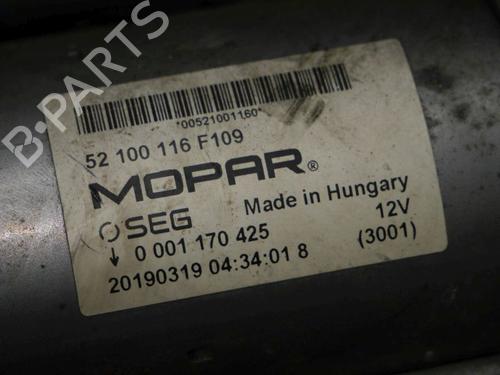 B-PARTS
*00521001160*
52 100 116 F109
MOPAR®
SEG Made in Hungary
0 001 170 425 12V
20190319 04:34:01 8 (3001)